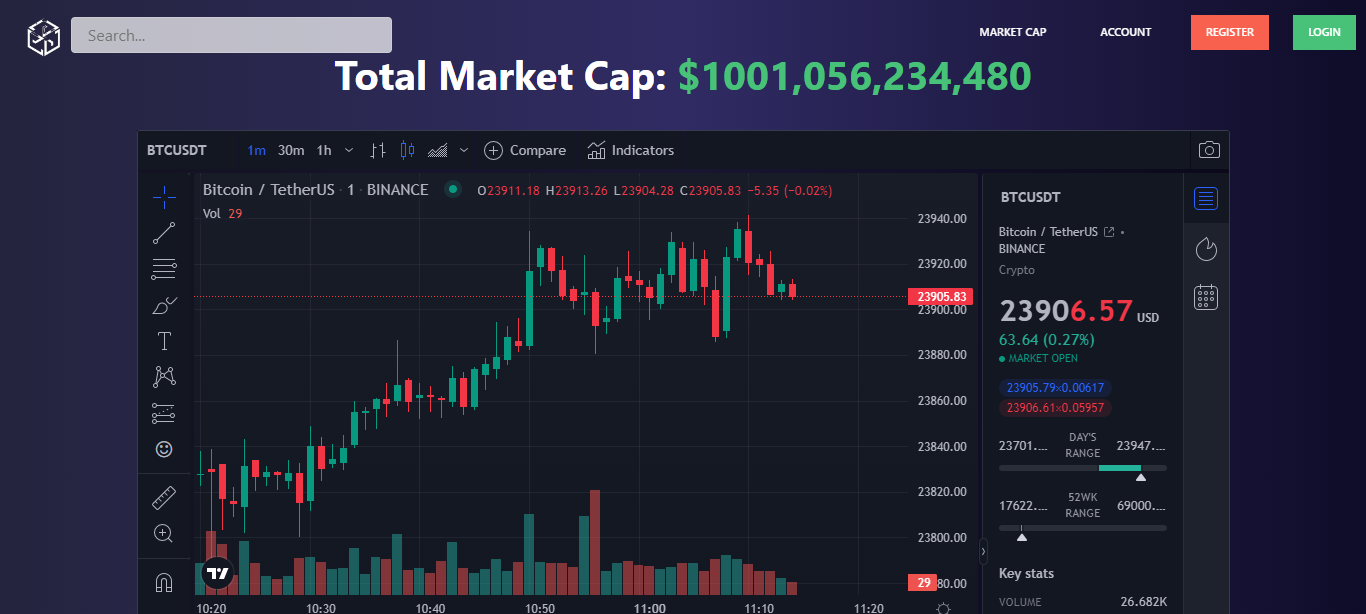 Search...
MARKET CAP
ACCOUNT
REGISTER
LOGIN
Total Market Cap: $1001,056,234,480
BTCUSDT 1m 30m 1h Compare Indicators
Bitcoin / TetherUS · 1 · BINANCE O23911.18 H23913.26 L23904.28 C23905.83 −5.35 (−0.02%)
Vol 29
T
23940.00
23920.00
23905.83
23900.00
23880.00
23860.00
23840.00
23820.00
23800.00
29
80.00
10:20 10:30 10:40 10:50 11:00 11:10 11:20
BTCUSDT
Bitcoin / TetherUS
BINANCE
Crypto
23906.57 USD
63.64 (0.27%)
MARKET OPEN
23905.79×0.00617
23906.61×0.05957
23701.... DAY'S RANGE 23947....
17622.... 52WK RANGE 69000....
Key stats
VOLUME 26.682K